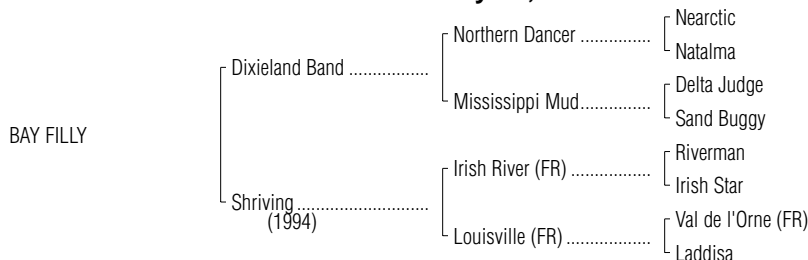 Nearctic
Northern Dancer ...............
Natalma
Dixieland Band .................
Delta Judge
Mississippi Mud...............
Sand Buggy
BAY FILLY
Riverman
Irish River (FR) .................
Irish Star
Shriving............................
(1994)
Val de l'Orne (FR)
Louisville (FR) ..................
Laddisa